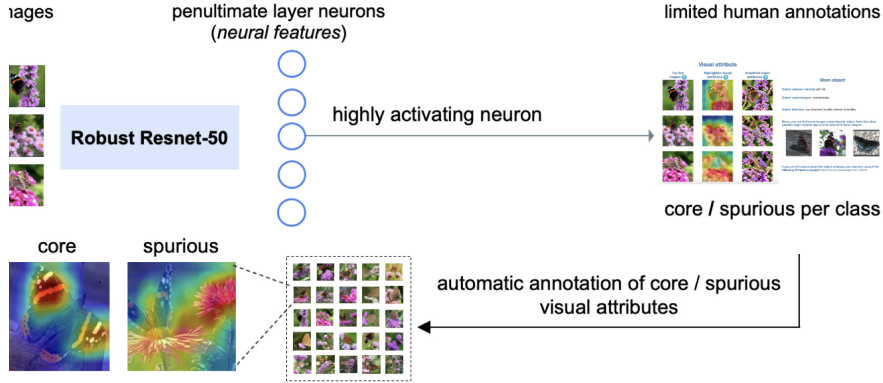 nages
penultimate layer neurons
(neural features)
limited human annotations
Robust Resnet-50
highly activating neuron
Visual attribute
Main object
core / spurious per class
core
spurious
automatic annotation of core / spurious
visual attributes